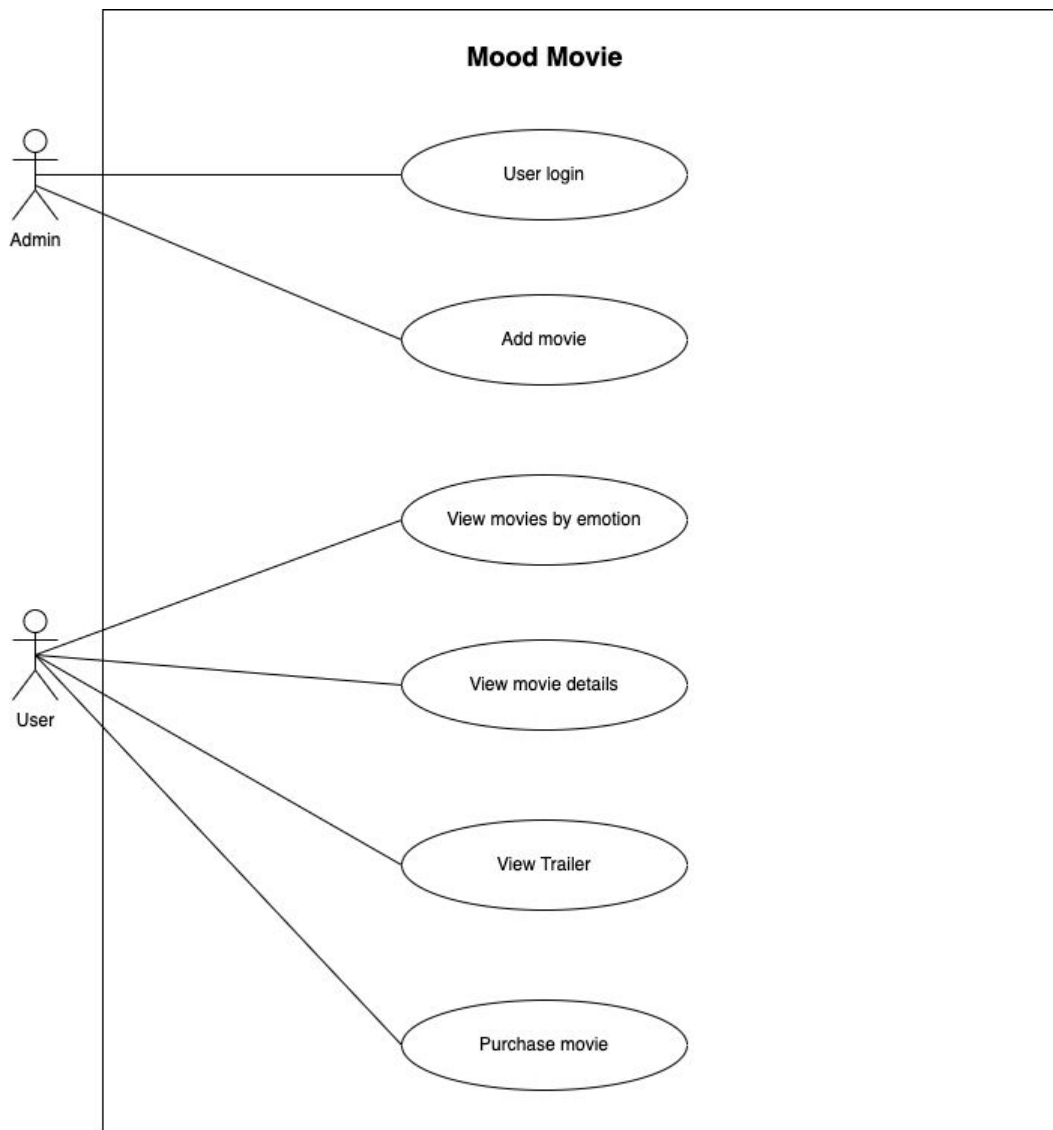 Mood Movie
User login
Admin
Add movie
View movies by emotion
View movie details
User
View Trailer
Purchase movie